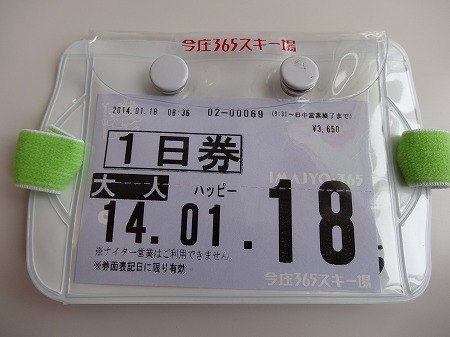 今庄365スキー場
2014.01.18 08:36 02-00069 (8:30〜日中営業終了まで)
¥3,650
1日券
IMAJYO 365
大人 ハッピー
14.01.18
※ナイター営業はご利用できません。
※券面表記日に限り有効
今庄365スキー場